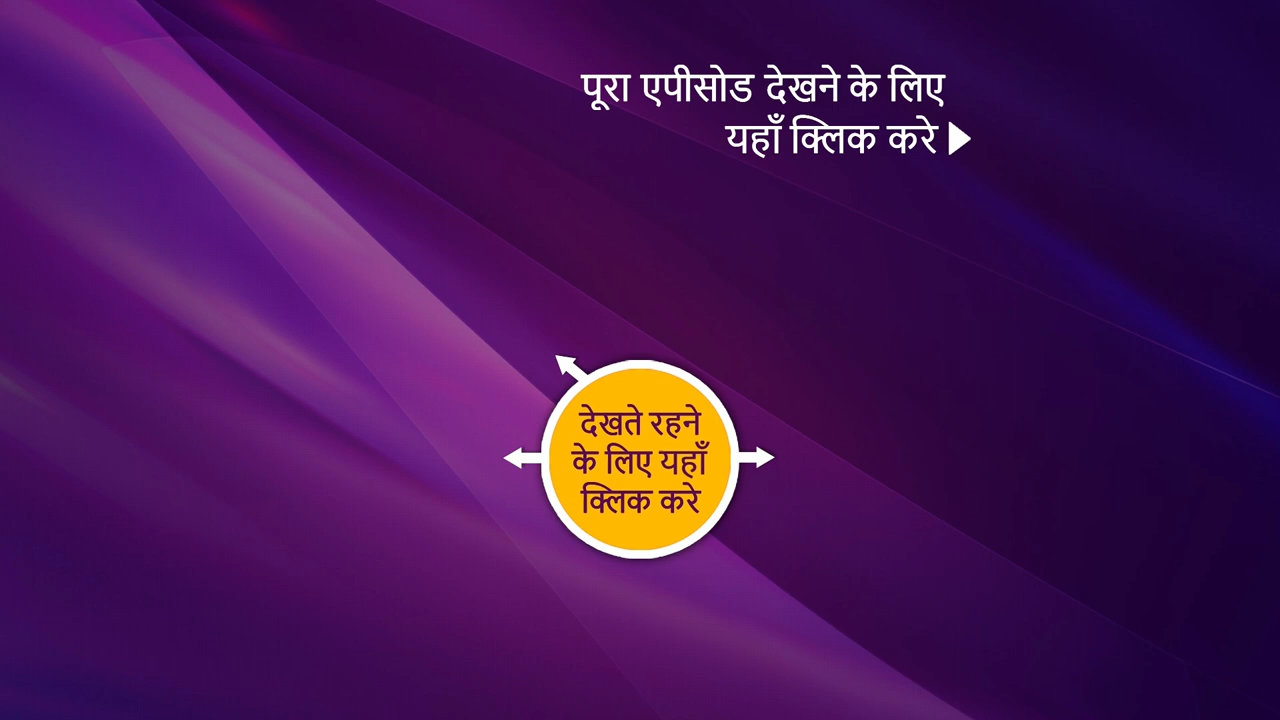 पूरा एपीसोड देखने के लिए
यहाँ क्लिक करे
देखते रहने
के लिए यहाँ
क्लिक करे